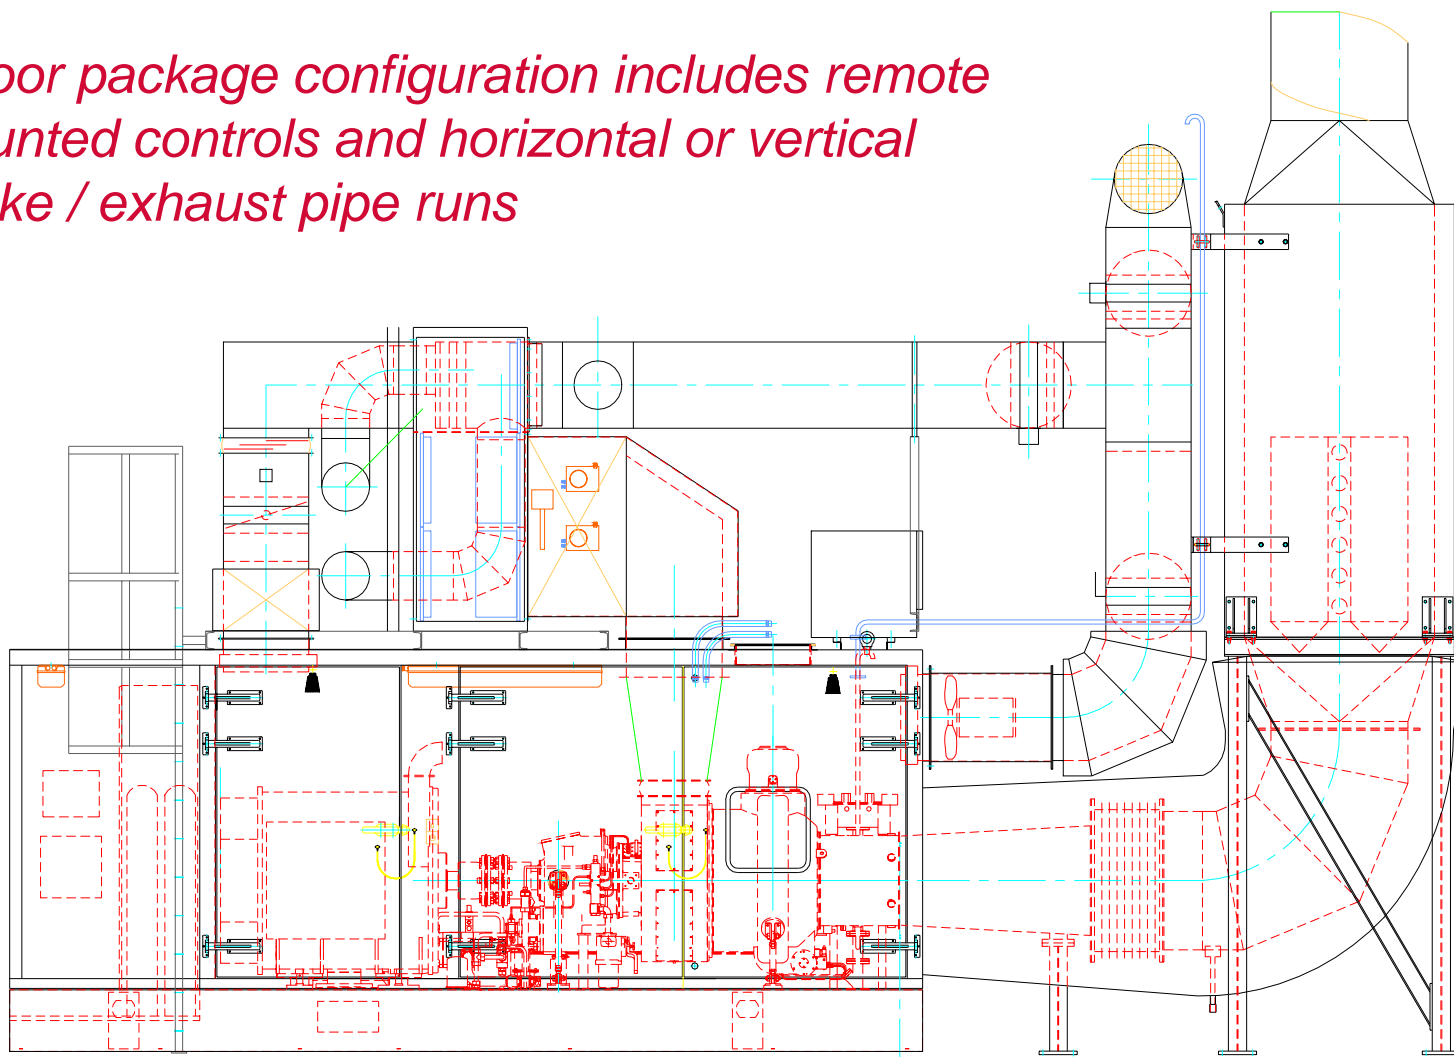 oor package configuration includes remote
unted controls and horizontal or vertical
ke / exhaust pipe runs